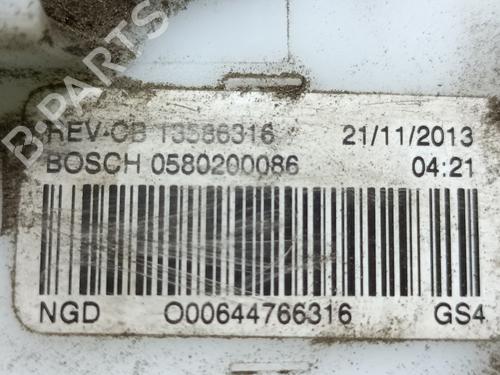 B-PARTS
REV-CB 13586316 21/11/2013
BOSCH 0580200086 04:21
NGD O00644766316 GS4